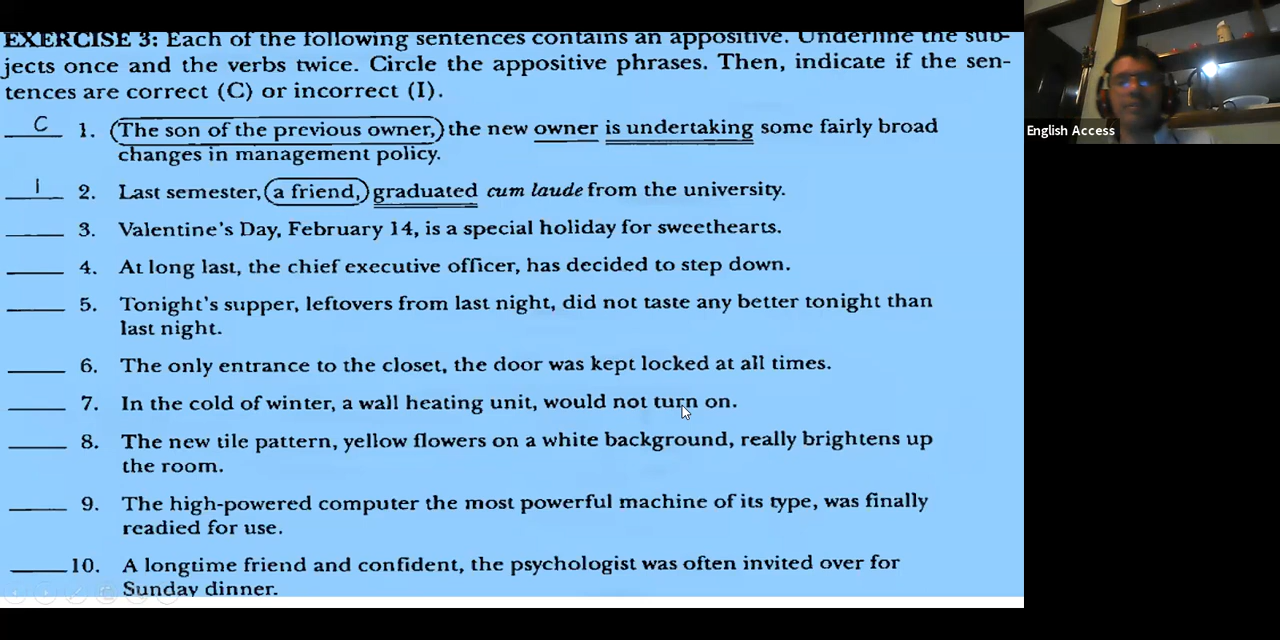 EXERCISE 3: Each of the following sentences contains an appositive. Underline the sub-
jects once and the verbs twice. Circle the appositive phrases. Then, indicate if the sen-
tences are correct (C) or incorrect (I).
C 1. The son of the previous owner, the new owner is undertaking some fairly broad
changes in management policy.
I 2. Last semester, a friend, graduated cum laude from the university.
3. Valentine's Day, February 14, is a special holiday for sweethearts.
4. At long last, the chief executive officer, has decided to step down.
5. Tonight's supper, leftovers from last night, did not taste any better tonight than
last night.
6. The only entrance to the closet, the door was kept locked at all times.
7. In the cold of winter, a wall heating unit, would not turn on.
8. The new tile pattern, yellow flowers on a white background, really brightens up
the room.
9. The high-powered computer the most powerful machine of its type, was finally
readied for use.
10. A longtime friend and confident, the psychologist was often invited over for
Sunday dinner.
English Access